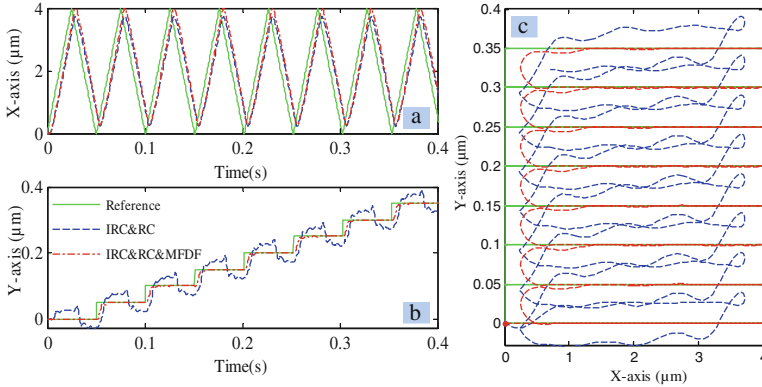 4
2
0
X-axis (µm)
a
0
0.1
0.2
0.3
0.4
Time(s)
0.4
0.2
0
Y-axis (µm)
Reference
IRC&RC
IRC&RC&MFDF
b
0
0.1
0.2
0.3
0.4
Time(s)
c
0.35
0.3
0.25
0.2
0.15
0.1
0.05
0
Y-axis (µm)
0
1
2
3
4
X-axis (µm)